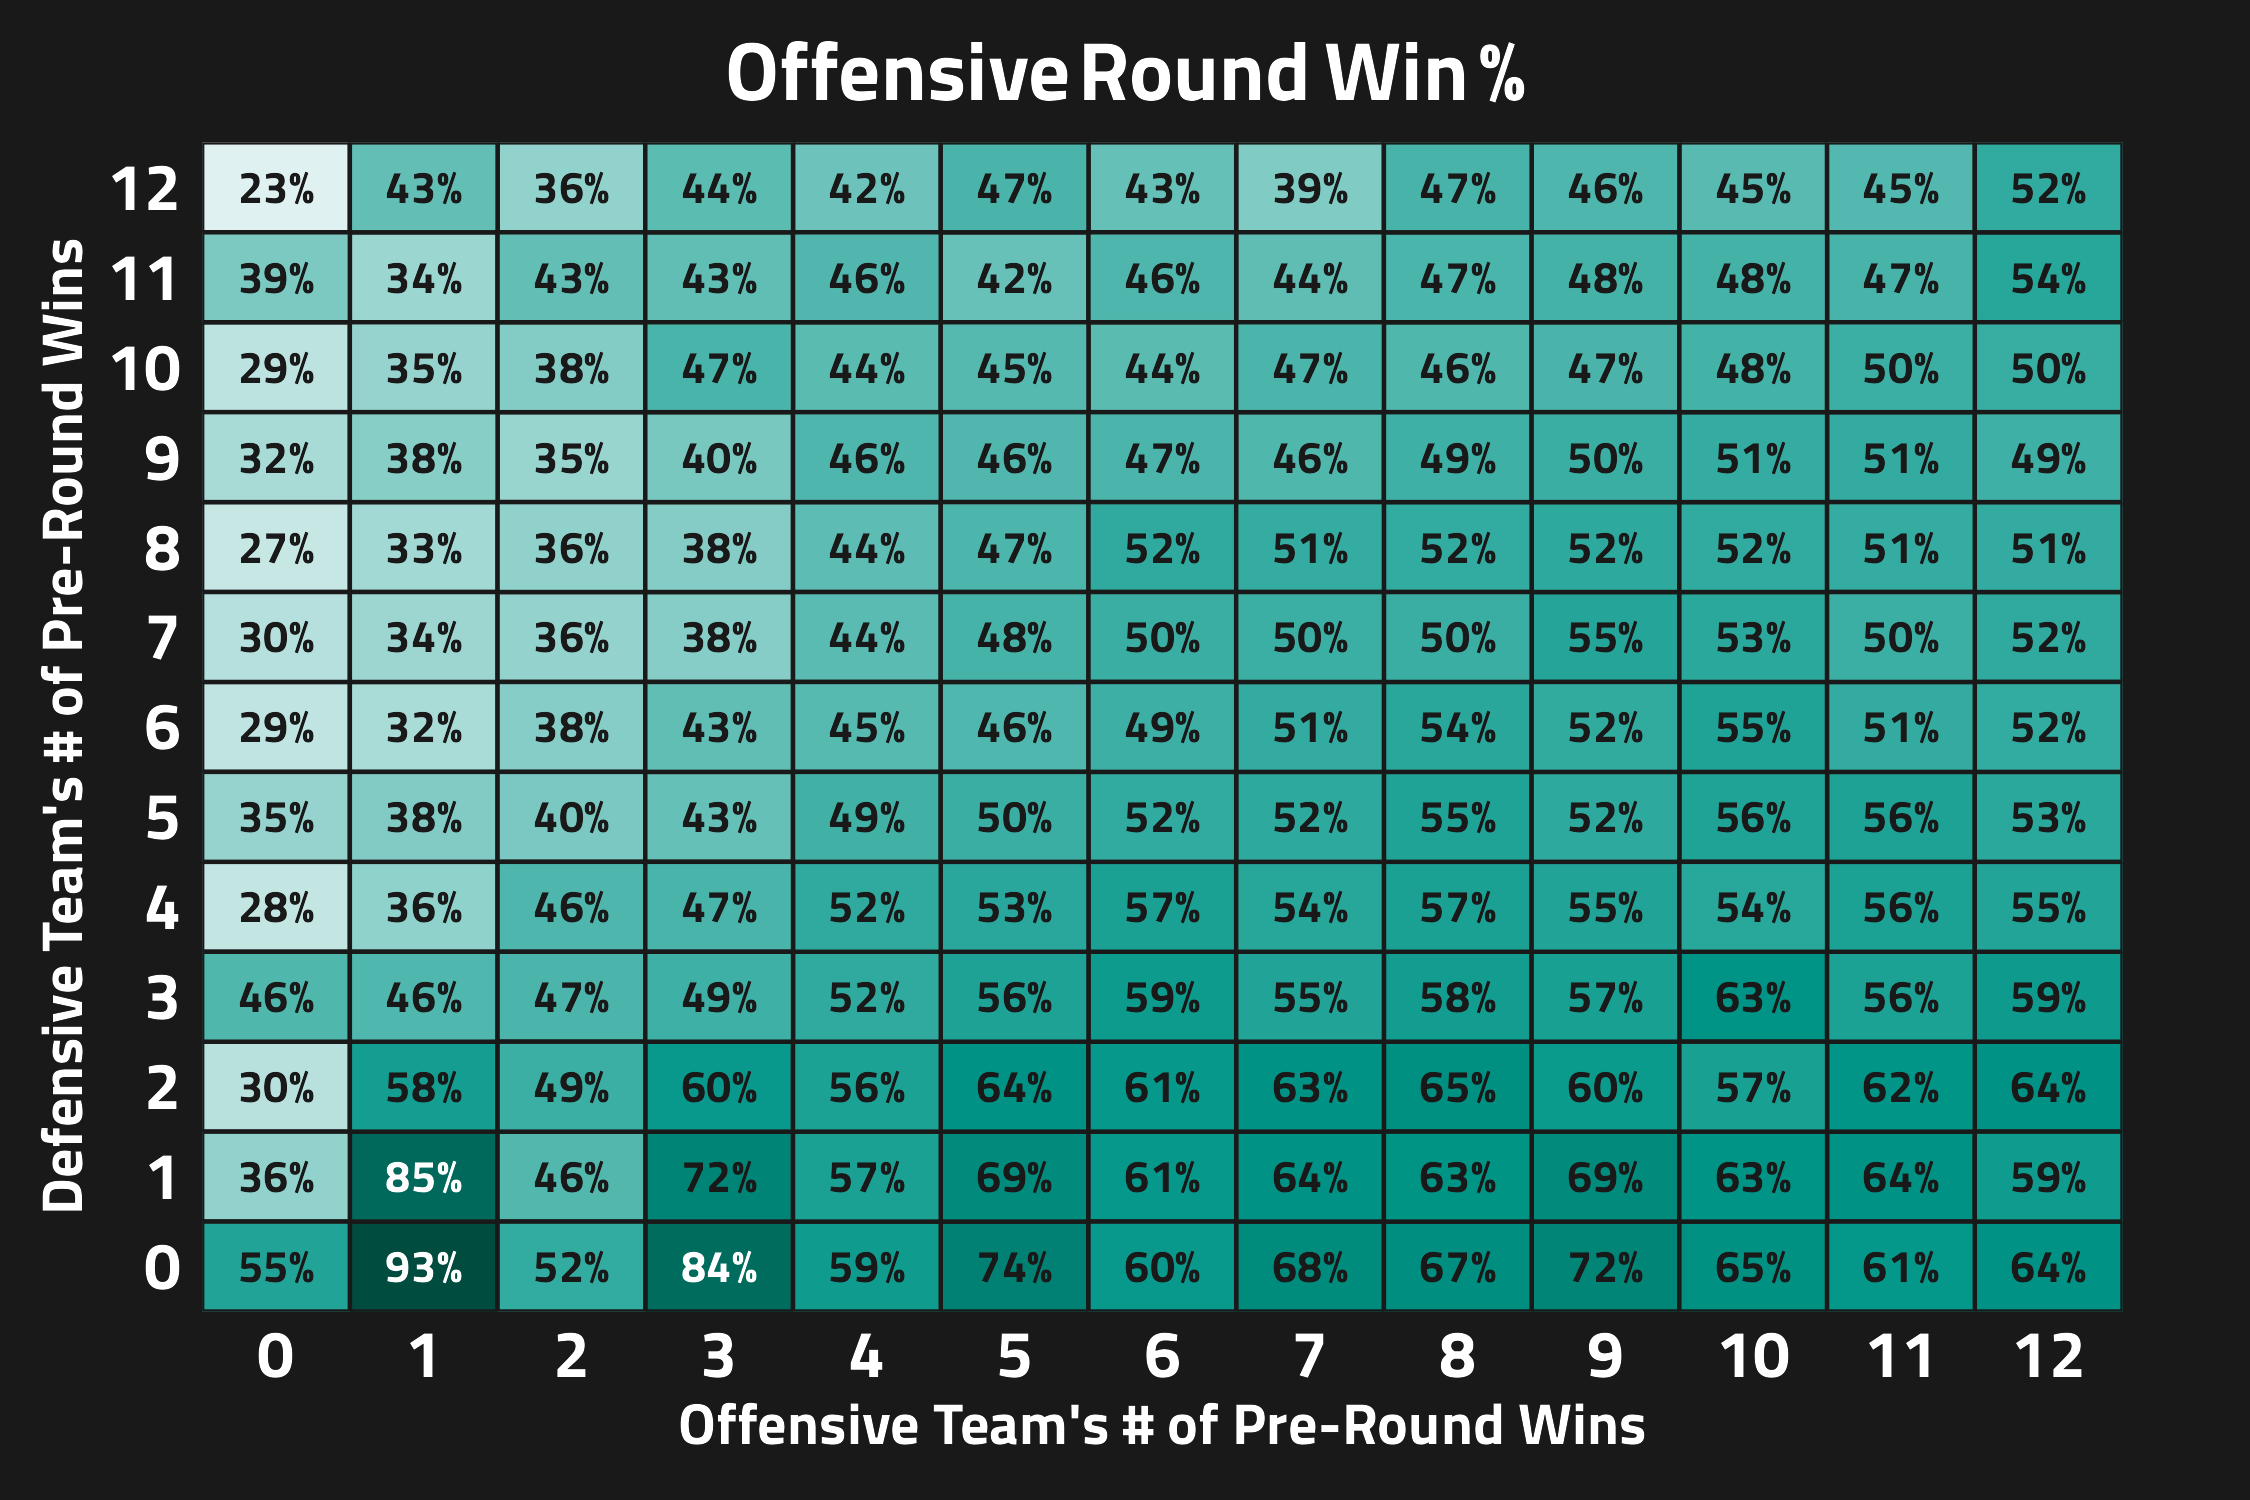 Offensive Round Win %
Defensive Team's # of Pre-Round Wins
12 23% 43% 36% 44% 42% 47% 43% 39% 47% 46% 45% 45% 52%
11 39% 34% 43% 43% 46% 42% 46% 44% 47% 48% 48% 47% 54%
10 29% 35% 38% 47% 44% 45% 44% 47% 46% 47% 48% 50% 50%
9 32% 38% 35% 40% 46% 46% 47% 46% 49% 50% 51% 51% 49%
8 27% 33% 36% 38% 44% 47% 52% 51% 52% 52% 52% 51% 51%
7 30% 34% 36% 38% 44% 48% 50% 50% 50% 55% 53% 50% 52%
6 29% 32% 38% 43% 45% 46% 49% 51% 54% 52% 55% 51% 52%
5 35% 38% 40% 43% 49% 50% 52% 52% 55% 52% 56% 56% 53%
4 28% 36% 46% 47% 52% 53% 57% 54% 57% 55% 54% 56% 55%
3 46% 46% 47% 49% 52% 56% 59% 55% 58% 57% 63% 56% 59%
2 30% 58% 49% 60% 56% 64% 61% 63% 65% 60% 57% 62% 64%
1 36% 85% 46% 72% 57% 69% 61% 64% 63% 69% 63% 64% 59%
0 55% 93% 52% 84% 59% 74% 60% 68% 67% 72% 65% 61% 64%
0 1 2 3 4 5 6 7 8 9 10 11 12
Offensive Team's # of Pre-Round Wins